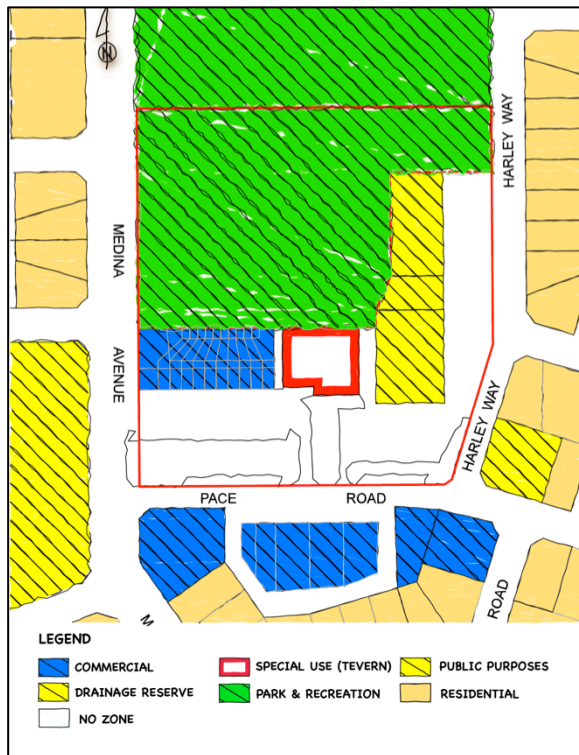 N
HARLEY WAY
MEDINA
AVENUE
HARLEY WAY
PACE ROAD
ROAD
M
LEGEND
COMMERCIAL
SPECIAL USE (TEVERN)
PUBLIC PURPOSES
DRAINAGE RESERVE
PARK & RECREATION
RESIDENTIAL
NO ZONE